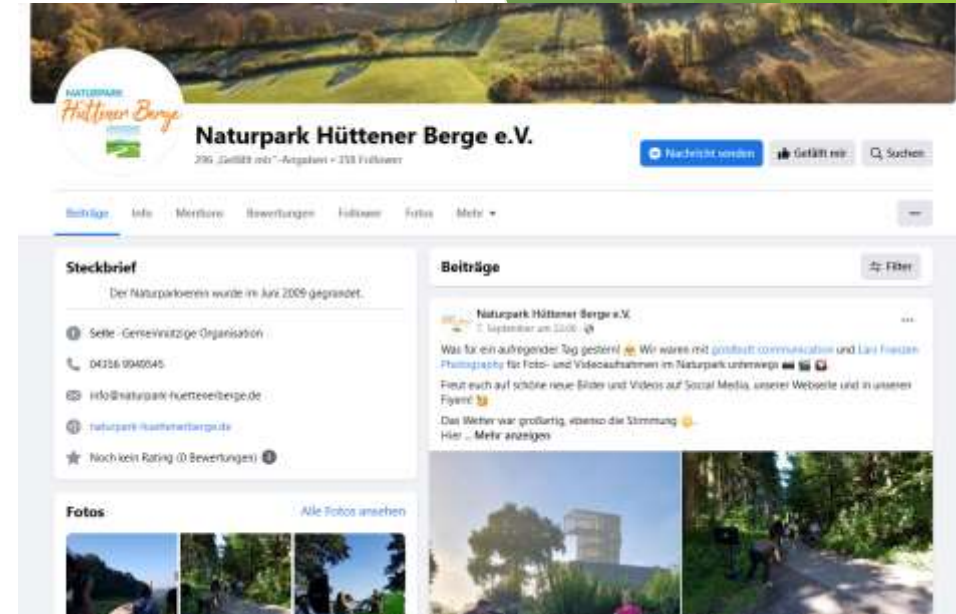 NATURPARK
Hüttener Berge
Naturpark Hüttener Berge e.V.
296 „Gefällt mir“-Angaben • 358 Follower
Nachricht senden
Gefällt mir
Suchen
Beiträge Info Mentions Bewertungen Follower Fotos Mehr
Steckbrief
Der Naturparkverein wurde im Juni 2009 gegründet.
Seite · Gemeinnützige Organisation
04356 9949545
info@naturpark-huettenerberge.de
naturpark-huettenerberge.de
Noch kein Rating (0 Bewertungen)
Fotos
Alle Fotos ansehen
Beiträge
Filter
Naturpark Hüttener Berge e.V.
7. September um
Was für ein aufregender Tag gestern! Wir waren mit communication und Lars Franzen
Photography für Foto- und Videoaufnahmen im Naturpark unterwegs
Freut euch auf schöne neue Bilder und Videos auf Social Media, unserer Webseite und in unseren
Flyern!
Das Wetter war großartig, ebenso die Stimmung
Hier ... Mehr anzeigen